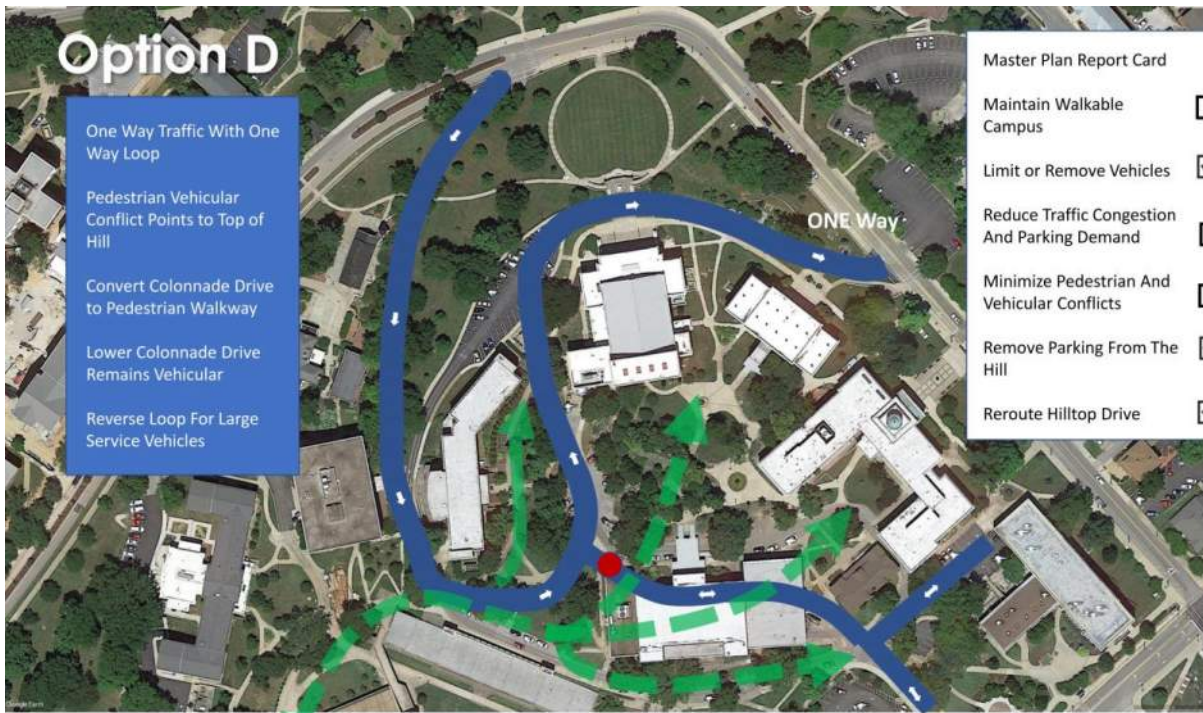 Option D
One Way Traffic With One
Way Loop
Pedestrian Vehicular
Conflict Points to Top of
Hill
Convert Colonnade Drive
to Pedestrian Walkway
Lower Colonnade Drive
Remains Vehicular
Reverse Loop For Large
Service Vehicles
ONE Way
Master Plan Report Card
Maintain Walkable
Campus
Limit or Remove Vehicles
Reduce Traffic Congestion
And Parking Demand
Minimize Pedestrian And
Vehicular Conflicts
Remove Parking From The
Hill
Reroute Hilltop Drive
Google Earth